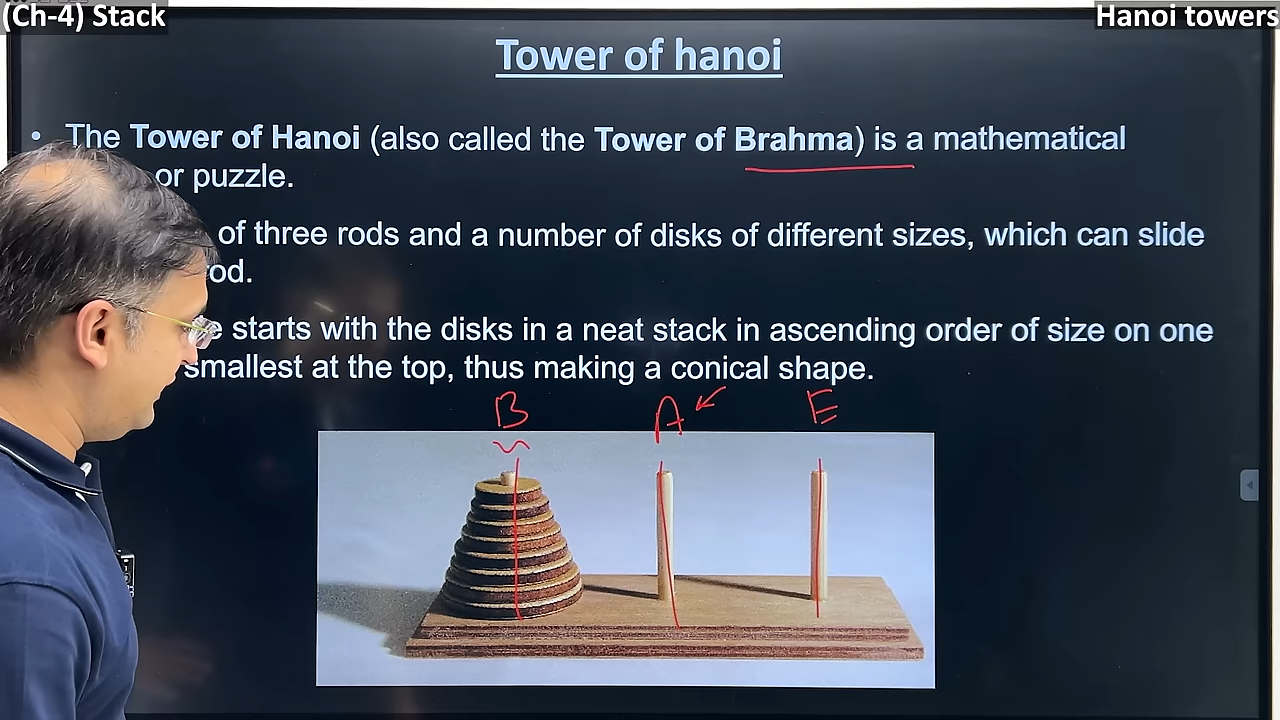 (Ch-4) Stack
Hanoi towers
Tower of hanoi
• The Tower of Hanoi (also called the Tower of Brahma) is a mathematical
or puzzle.
of three rods and a number of disks of different sizes, which can slide
rod.
starts with the disks in a neat stack in ascending order of size on one
smallest at the top, thus making a conical shape.
B A E